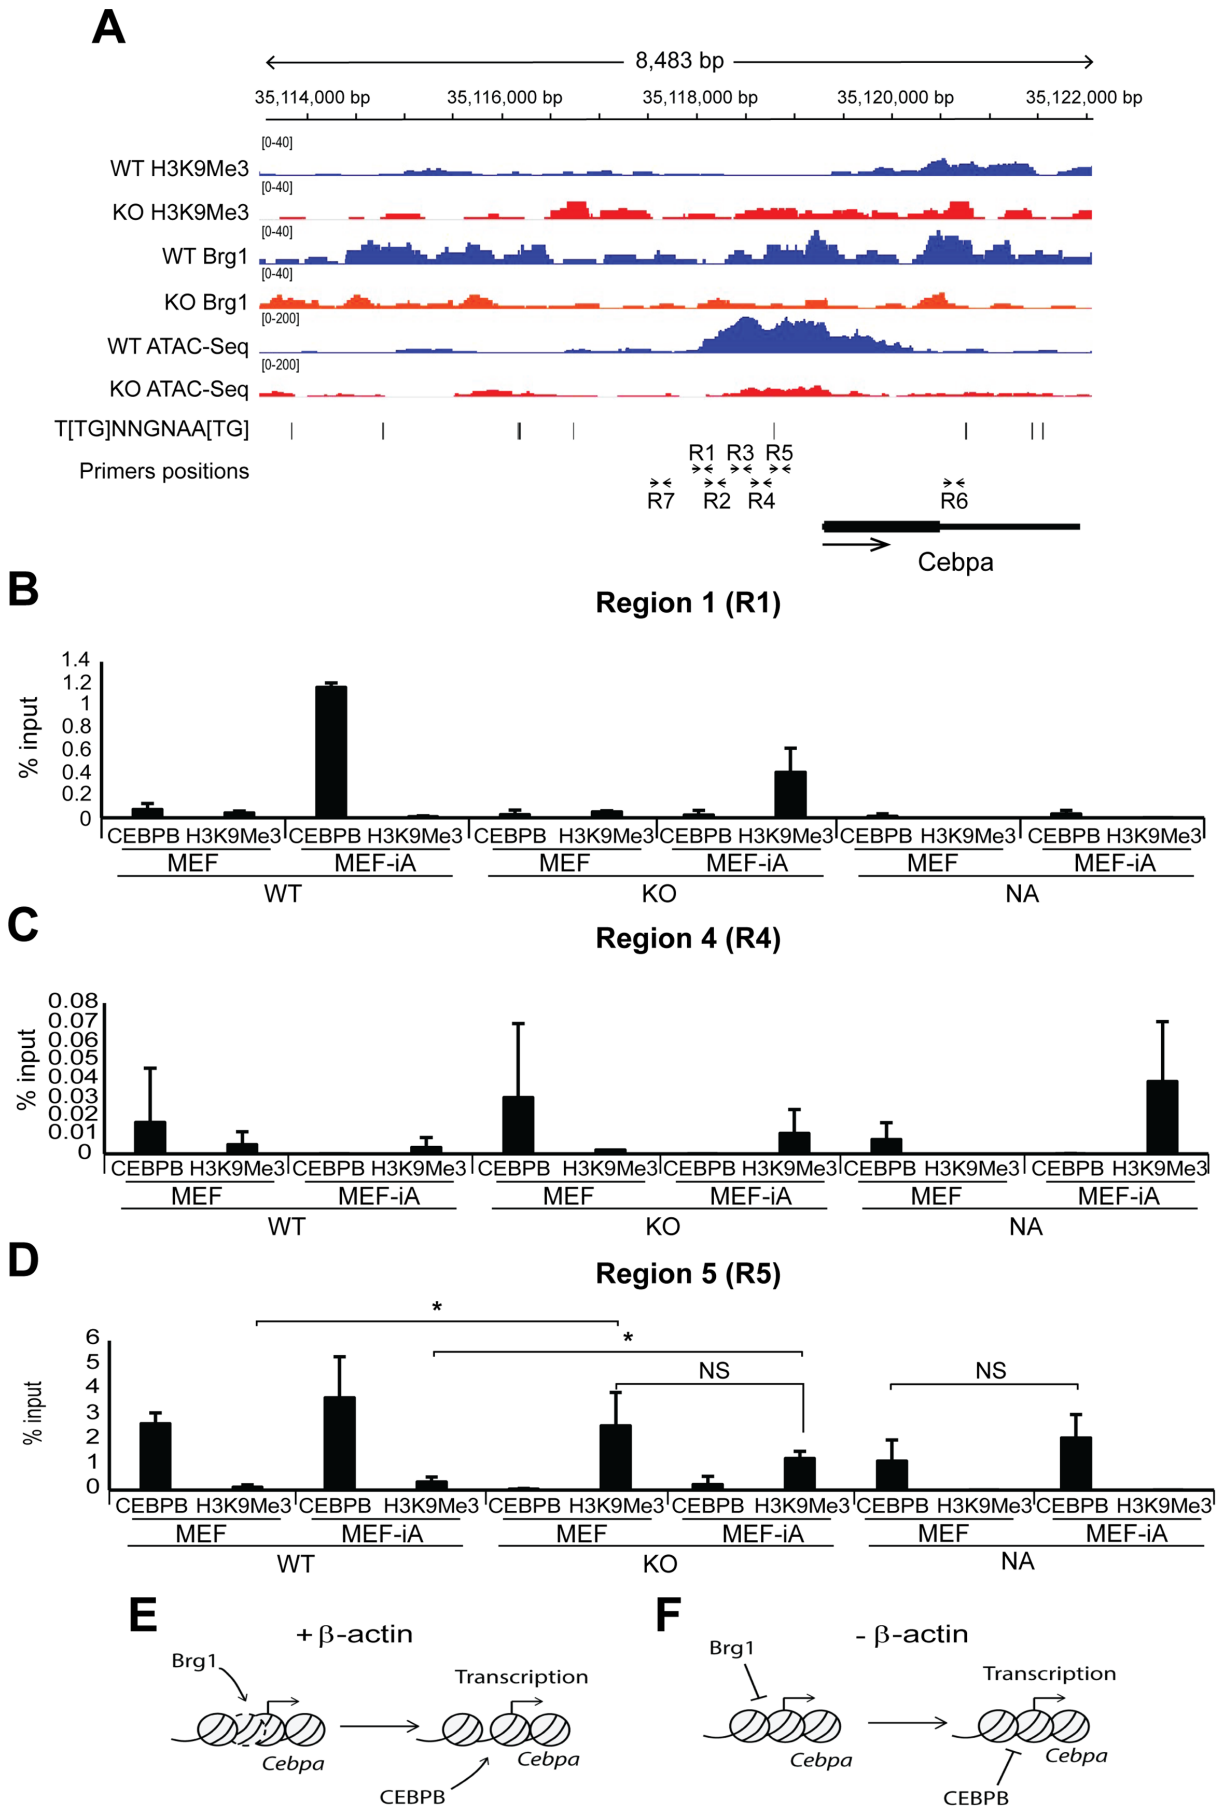 A
8,483 bp
35,114,000 bp 35,116,000 bp 35,118,000 bp 35,120,000 bp 35,122,000 bp
[0-40]
WT H3K9Me3
[0-40]
KO H3K9Me3
[0-40]
WT Brg1
[0-40]
KO Brg1
[0-200]
WT ATAC-Seq
[0-200]
KO ATAC-Seq
T[TG]NNGNAA[TG]
R1 R3 R5
Primers positions
R7 R2 R4 R6
Cebpa
B
Region 1 (R1)
% input
1.4
1.2
1
0.8
0.6
0.4
0.2
0
CEBPB H3K9Me3 CEBPB H3K9Me3 CEBPB H3K9Me3 CEBPB H3K9Me3 CEBPB H3K9Me3 CEBPB H3K9Me3
MEF MEF-iA MEF MEF-iA MEF MEF-iA
WT KO NA
C
Region 4 (R4)
% input
0.08
0.07
0.06
0.05
0.04
0.03
0.02
0.01
0
CEBPB H3K9Me3 CEBPB H3K9Me3 CEBPB H3K9Me3 CEBPB H3K9Me3 CEBPB H3K9Me3 CEBPB H3K9Me3
MEF MEF-iA MEF MEF-iA MEF MEF-iA
WT KO NA
D
Region 5 (R5)
*
*
NS NS
% input
6
5
4
3
2
1
0
CEBPB H3K9Me3 CEBPB H3K9Me3 CEBPB H3K9Me3 CEBPB H3K9Me3 CEBPB H3K9Me3 CEBPB H3K9Me3
MEF MEF-iA MEF MEF-iA MEF MEF-iA
WT KO NA
E
+ β-actin
Brg1
Transcription
Cebpa
Cebpa
CEBPB
F
- β-actin
Brg1
Transcription
Cebpa
Cebpa
CEBPB